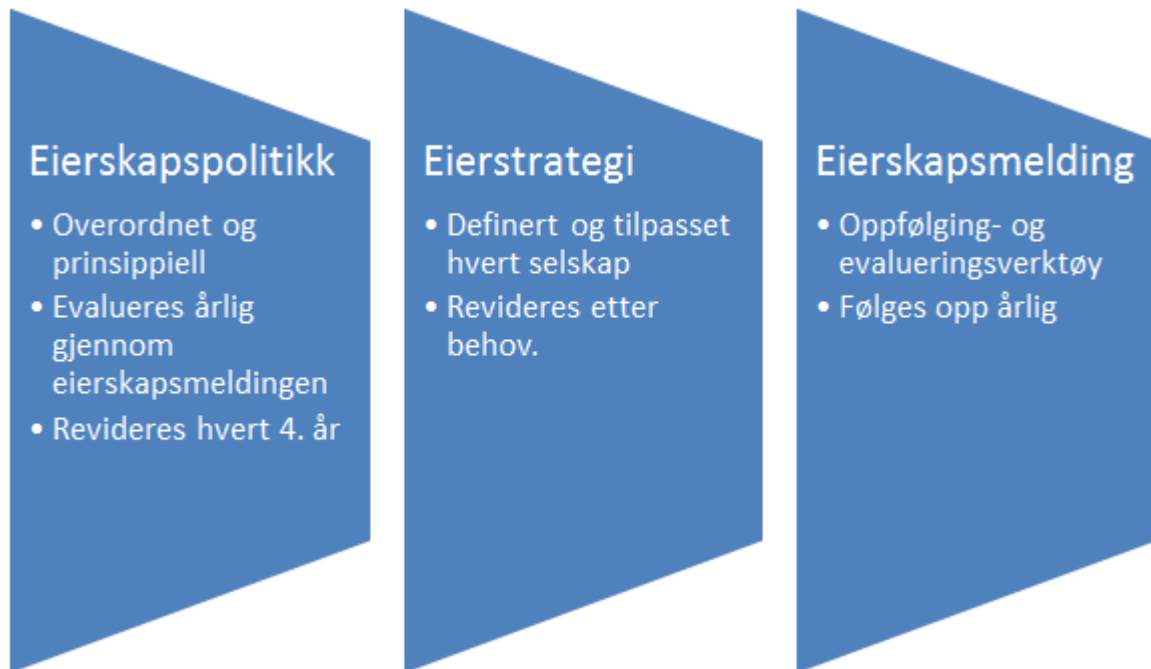 Eierskapspolitikk
• Overordnet og
prinsippiell
• Evalueres årlig
gjennom
eierskapsmeldingen
• Revideres hvert 4. år
Eierstrategi
• Definert og tilpasset
hvert selskap
• Revideres etter
behov.
Eierskapsmelding
• Oppfølging- og
evalueringsverktøy
• Følges opp årlig